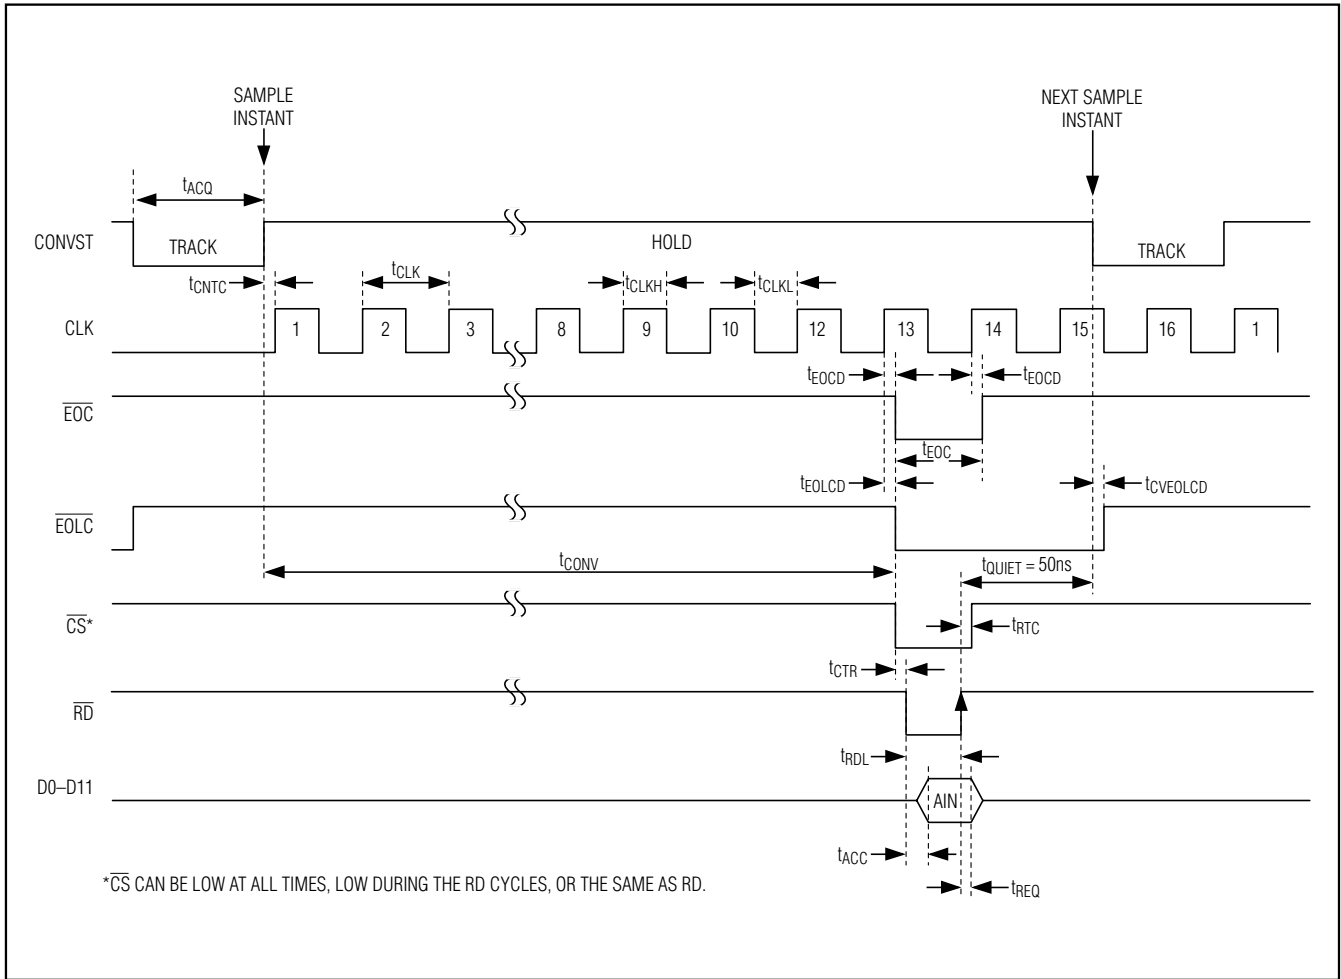 SAMPLE
INSTANT
NEXT SAMPLE
INSTANT
tACQ
CONVST
TRACK
HOLD
TRACK
tCNTC
tCLK
tCLKH
tCLKL
CLK
1
2
3
8
9
10
12
13
14
15
16
1
tEOCD
tEOCD
EOC
tEOC
tEOLCD
tCVEOLCD
EOLC
tCONV
tQUIET = 50ns
CS*
tRTC
tCTR
RD
tRDL
D0–D11
AIN
tACC
*CS CAN BE LOW AT ALL TIMES, LOW DURING THE RD CYCLES, OR THE SAME AS RD.
tREQ